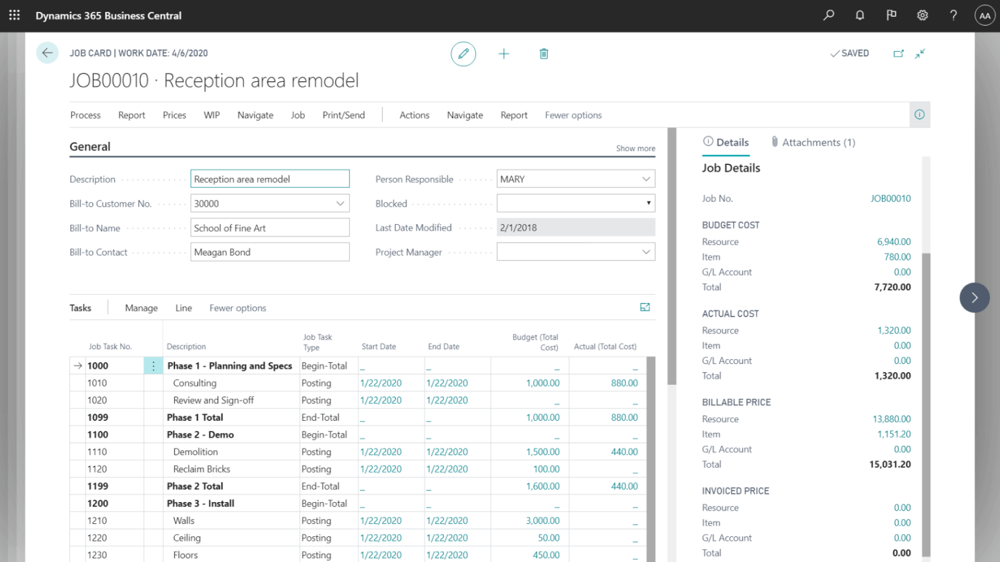 Dynamics 365 Business Central
AA
JOB CARD | WORK DATE: 4/6/2020
SAVED
JOB00010 · Reception area remodel
Process Report Prices WIP Navigate Job Print/Send Actions Navigate Report Fewer options
General
Show more
Description Reception area remodel
Bill-to Customer No. 30000
Bill-to Name School of Fine Art
Bill-to Contact Meagan Bond
Person Responsible MARY
Blocked
Last Date Modified 2/1/2018
Project Manager
Tasks Manage Line Fewer options
Job Task No. Description Job Task Type Start Date End Date Budget (Total Cost) Actual (Total Cost)
1000 Phase 1 - Planning and Specs Begin-Total _ _ _ _
1010 Consulting Posting 1/22/2020 1/22/2020 1,000.00 880.00
1020 Review and Sign-off Posting 1/22/2020 1/22/2020 _ _
1099 Phase 1 Total End-Total _ _ 1,000.00 880.00
1100 Phase 2 - Demo Begin-Total _ _ _ _
1110 Demolition Posting 1/22/2020 1/22/2020 1,500.00 440.00
1120 Reclaim Bricks Posting 1/22/2020 1/22/2020 100.00 _
1199 Phase 2 Total End-Total _ _ 1,600.00 440.00
1200 Phase 3 - Install Begin-Total _ _ _ _
1210 Walls Posting 1/22/2020 1/22/2020 3,000.00 _
1220 Ceiling Posting 1/22/2020 1/22/2020 50.00 _
1230 Floors Posting 1/22/2020 1/22/2020 450.00 _
Details Attachments (1)
Job Details
Job No. JOB00010
BUDGET COST
Resource 6,940.00
Item 780.00
G/L Account 0.00
Total 7,720.00
ACTUAL COST
Resource 1,320.00
Item 0.00
G/L Account 0.00
Total 1,320.00
BILLABLE PRICE
Resource 13,880.00
Item 1,151.20
G/L Account 0.00
Total 15,031.20
INVOICED PRICE
Resource 0.00
Item 0.00
G/L Account 0.00
Total 0.00